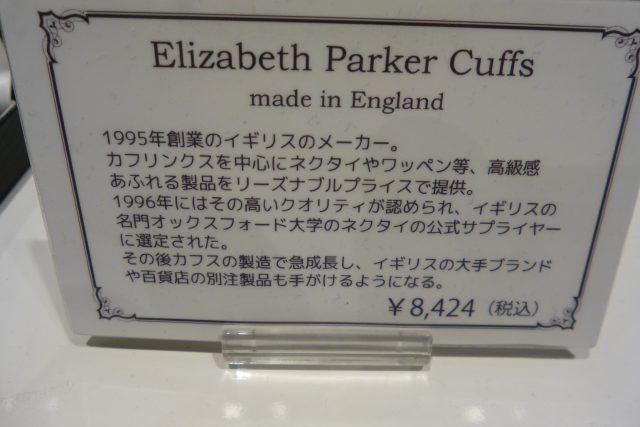 Elizabeth Parker Cuffs
made in England
1995年創業のイギリスのメーカー。
カフリンクスを中心にネクタイやワッペン等、高級感
あふれる製品をリーズナブルプライスで提供。
1996年にはその高いクオリティが認められ、イギリスの
名門オックスフォード大学のネクタイの公式サプライヤー
に選定された。
その後カフスの製造で急成長し、イギリスの大手ブランド
や百貨店の別注製品も手がけるようになる。
¥8,424（税込）